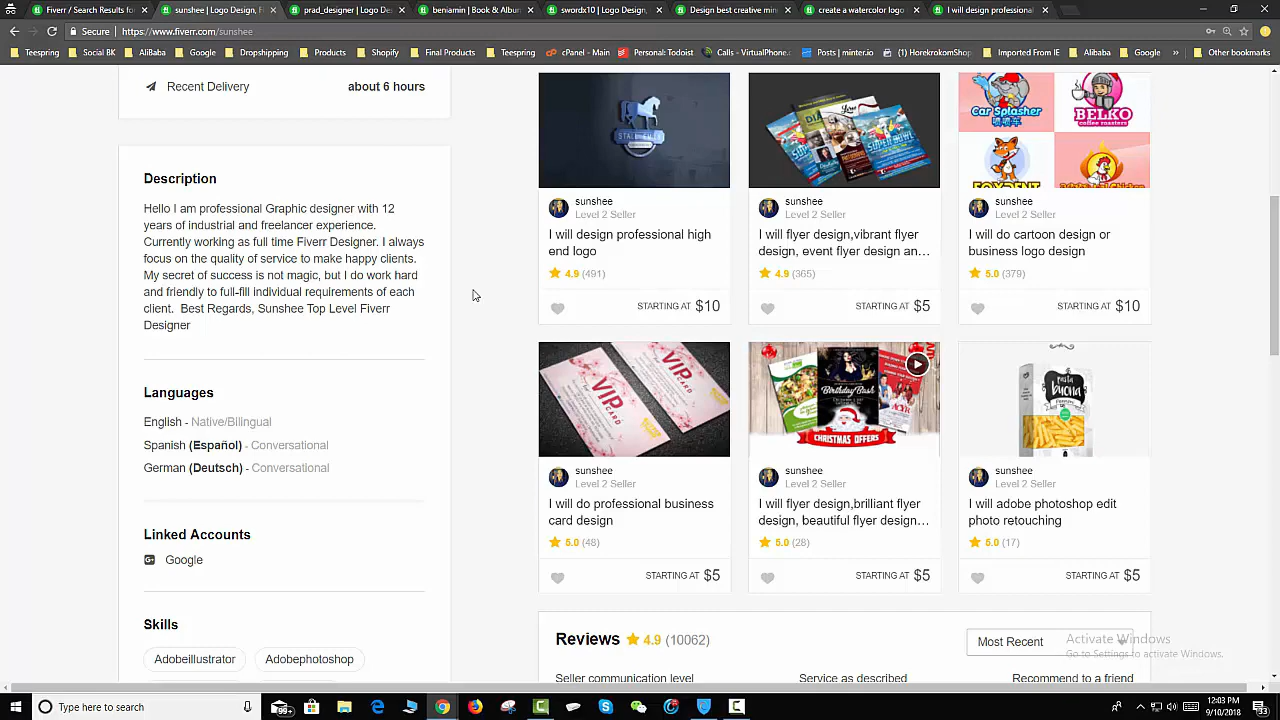 Fiverr / Search Results for
sunshee | Logo Design, F
prad_designer | Logo Des
Benjamin | Book & Album
swordx10 | Logo Design,
Design best creative mini
create a watercolor logo
I will design professional
Secure | https://www.fiverr.com/sunshee
Teespring
Social BK
AliBaba
Google
Dropshipping
Products
Shopify
Final Products
Teespring
cPanel - Main
Personal: Todoist
Calls - VirtualPhone.c
Posts | minter.io
(1) HorekrokomShop
Imported From IE
Alibaba
Google
»
Other bookmarks
Recent Delivery
about 6 hours
Description
Hello I am professional Graphic designer with 12
years of industrial and freelancer experience.
Currently working as full time Fiverr Designer. I always
focus on the quality of service to make happy clients.
My secret of success is not magic, but I do work hard
and friendly to full-fill individual requirements of each
client. Best Regards, Sunshee Top Level Fiverr
Designer
Languages
English - Native/Bilingual
Spanish (Español) - Conversational
German (Deutsch) - Conversational
Linked Accounts
Google
Skills
Adobeillustrator
Adobephotoshop
sunshee
Level 2 Seller
I will design professional high
end logo
4.9 (491)
STARTING AT $10
SUPER BOWL
sunshee
Level 2 Seller
I will flyer design,vibrant flyer
design, event flyer design an...
4.9 (365)
STARTING AT $5
Car Splasher
BELKO
coffee roasters
sunshee
Level 2 Seller
I will do cartoon design or
business logo design
5.0 (379)
STARTING AT $10
VIP
CARD
VIP
CARD
sunshee
Level 2 Seller
I will do professional business
card design
5.0 (48)
STARTING AT $5
Birthday Bash
CHRISTMAS OFFERS
sunshee
Level 2 Seller
I will flyer design,brilliant flyer
design, beautiful flyer design...
5.0 (28)
STARTING AT $5
Pasta
buona
sunshee
Level 2 Seller
I will adobe photoshop edit
photo retouching
5.0 (17)
STARTING AT $5
Reviews 4.9 (10062)
Most Recent
Seller communication level
Service as described
Recommend to a friend
Activate Windows
Go to Settings to activate Windows.
Type here to search
99+
12:03 PM
9/10/2018